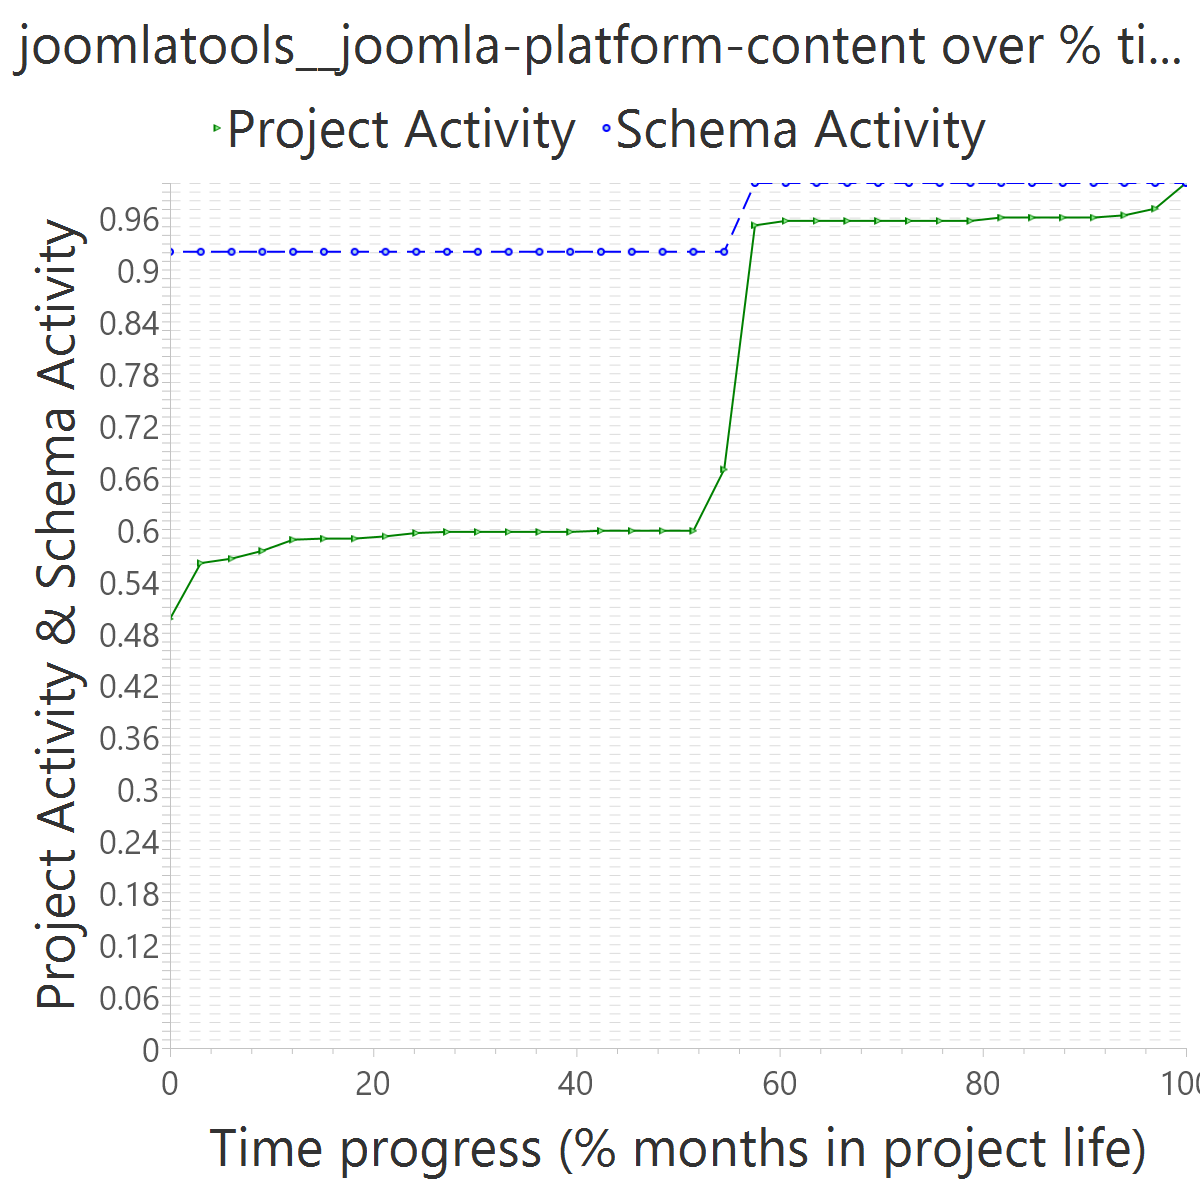 joomlatools__joomla-platform-content over % ti...
Project Activity
Schema Activity
Project Activity & Schema Activity
0.96
0.9
0.84
0.78
0.72
0.66
0.6
0.54
0.48
0.42
0.36
0.3
0.24
0.18
0.12
0.06
0
0 20 40 60 80 100
Time progress (% months in project life)